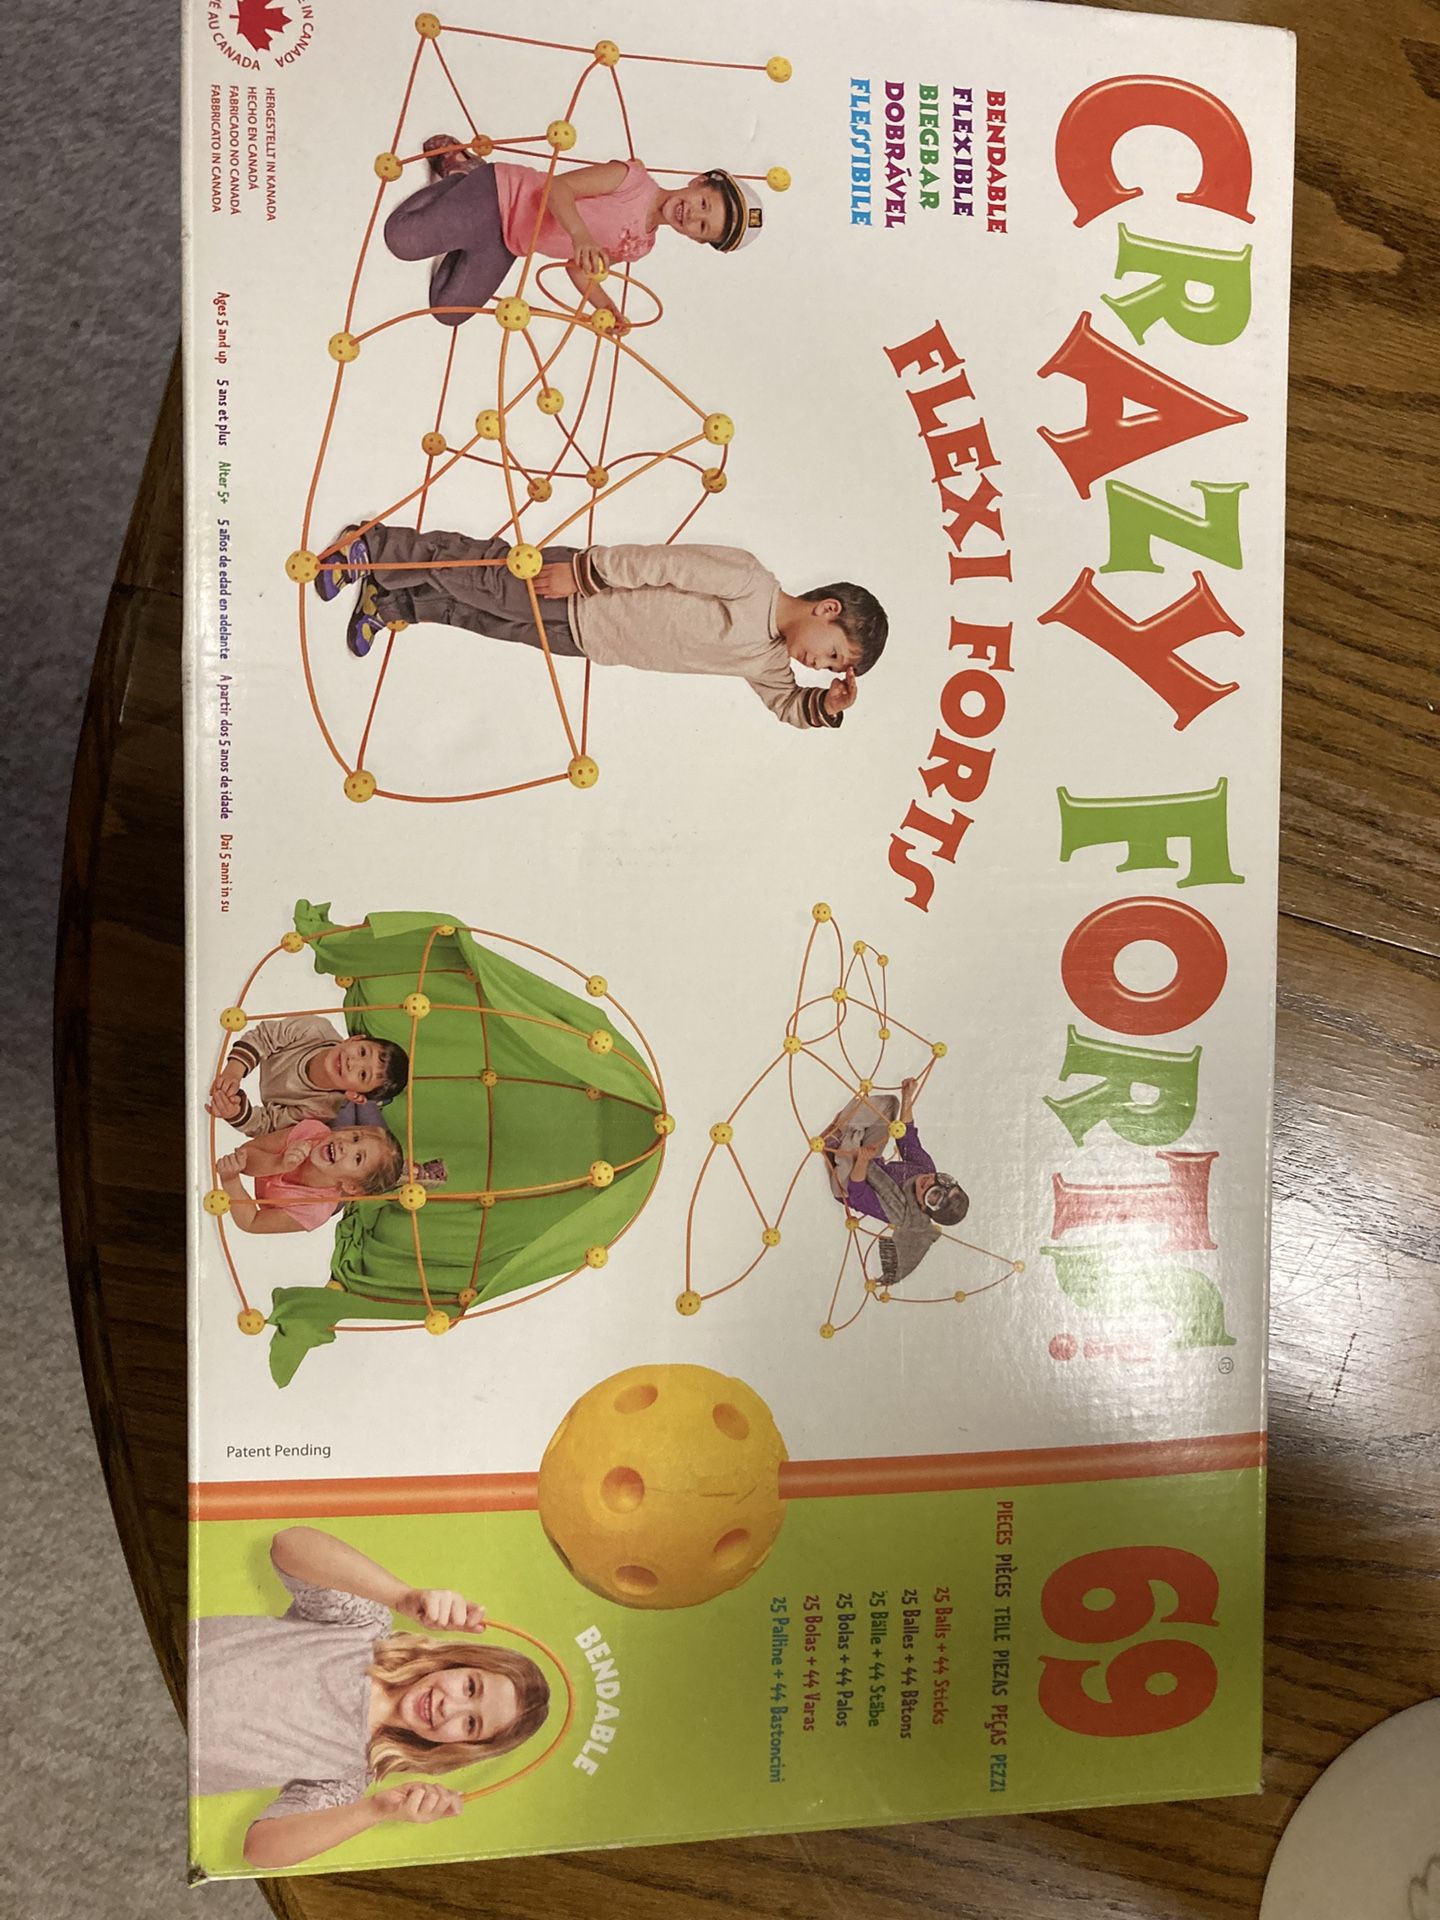 CRAZY FORTS!®
FLEXI FORTS
BENDABLE
FLEXIBLE
BIEGBAR
DOBRÁVEL
FLESSIBILE
69
PIECES PIÈCES TEILE PIEZAS PEÇAS PEZZI
25 Balls + 44 Sticks
25 Balles + 44 Bâtons
25 Bälle + 44 Stäbe
25 Bolas + 44 Palos
25 Bolas + 44 Varas
25 Palline + 44 Bastoncini
BENDABLE
Patent Pending
IN CANADA
AU CANADA
HERGESTELLT IN KANADA
HECHO EN CANADÁ
FABRICADO NO CANADÁ
FABBRICATO IN CANADA
Ages 5 and up 5 ans et plus Alter 5+ 5 años de edad en adelante A partir dos 5 anos de idade Dai 5 anni in su